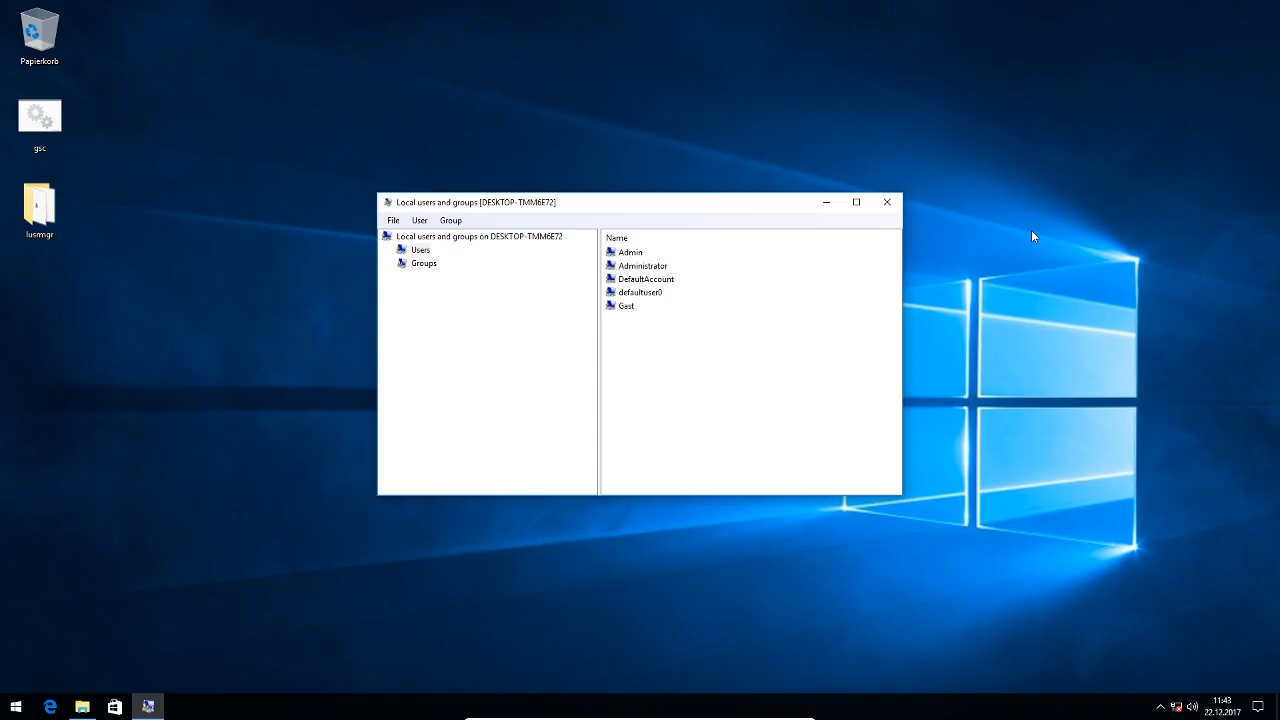 Papierkorb
gsc
lusrmgr
Local users and groups [DESKTOP-TMM6E72]
File User Group
Local users and groups on DESKTOP-TMM6E72
Users
Groups
Name
Admin
Administrator
DefaultAccount
defaultuser0
Gast
11:43
22.12.2017